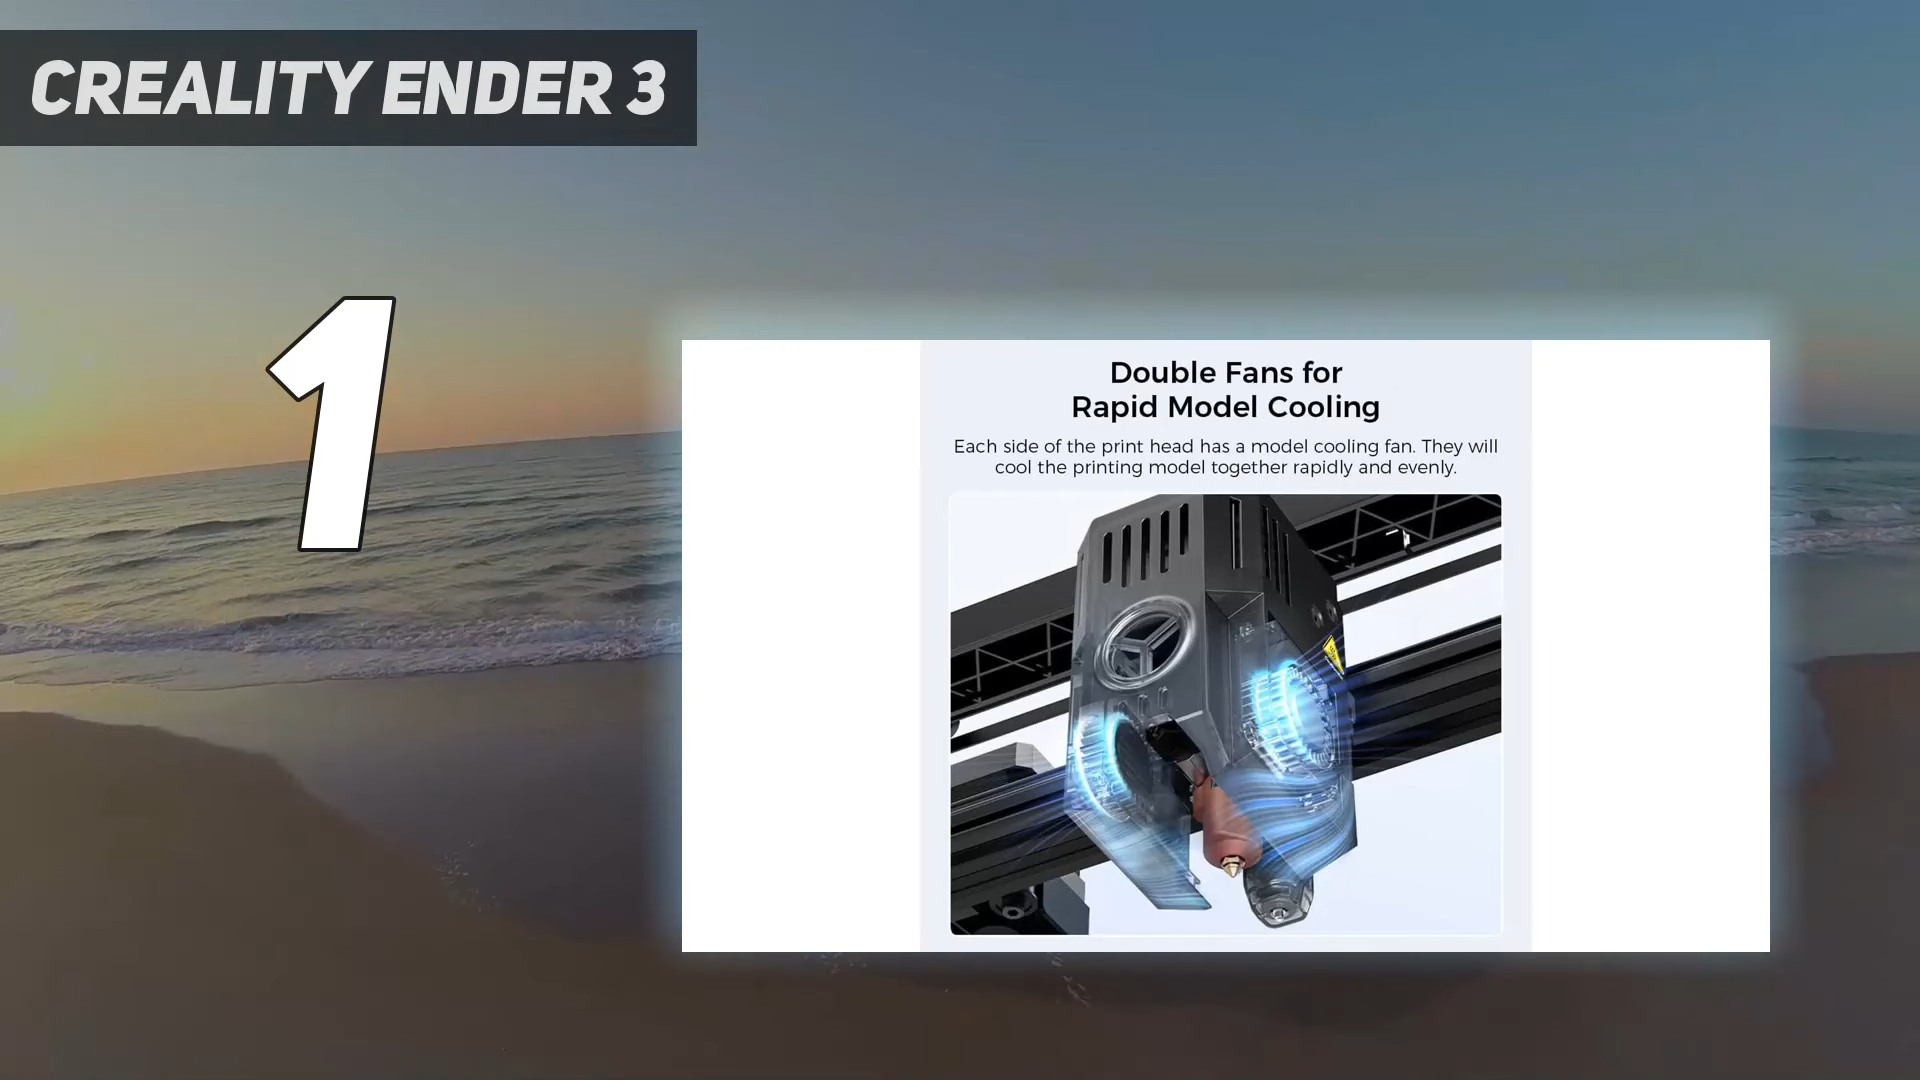 CREALITY ENDER 3
1
Double Fans for
Rapid Model Cooling
Each side of the print head has a model cooling fan. They will
cool the printing model together rapidly and evenly.